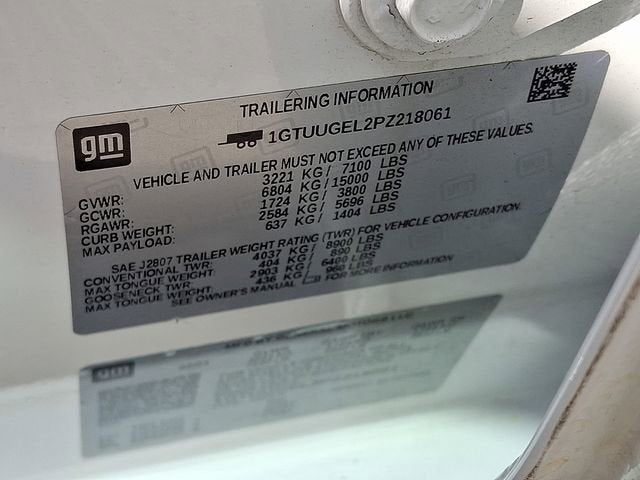 gm
TRAILERING INFORMATION
1GTUUGEL2PZ218061
VEHICLE AND TRAILER MUST NOT EXCEED ANY OF THESE VALUES.
GVWR: 3221 KG / 7100 LBS
GCWR: 6804 KG / 15000 LBS
RGAWR: 1724 KG / 3800 LBS
CURB WEIGHT: 2584 KG / 5696 LBS
MAX PAYLOAD: 637 KG / 1404 LBS
SAE J2807 TRAILER WEIGHT RATING (TWR) FOR VEHICLE CONFIGURATION.
CONVENTIONAL TWR: 4037 KG / 8900 LBS
MAX TONGUE WEIGHT: 404 KG / 890 LBS
GOOSENECK TWR: 2903 KG / 6400 LBS
MAX TONGUE WEIGHT: 436 KG / 960 LBS
SEE OWNER'S MANUAL FOR MORE INFORMATION
gm